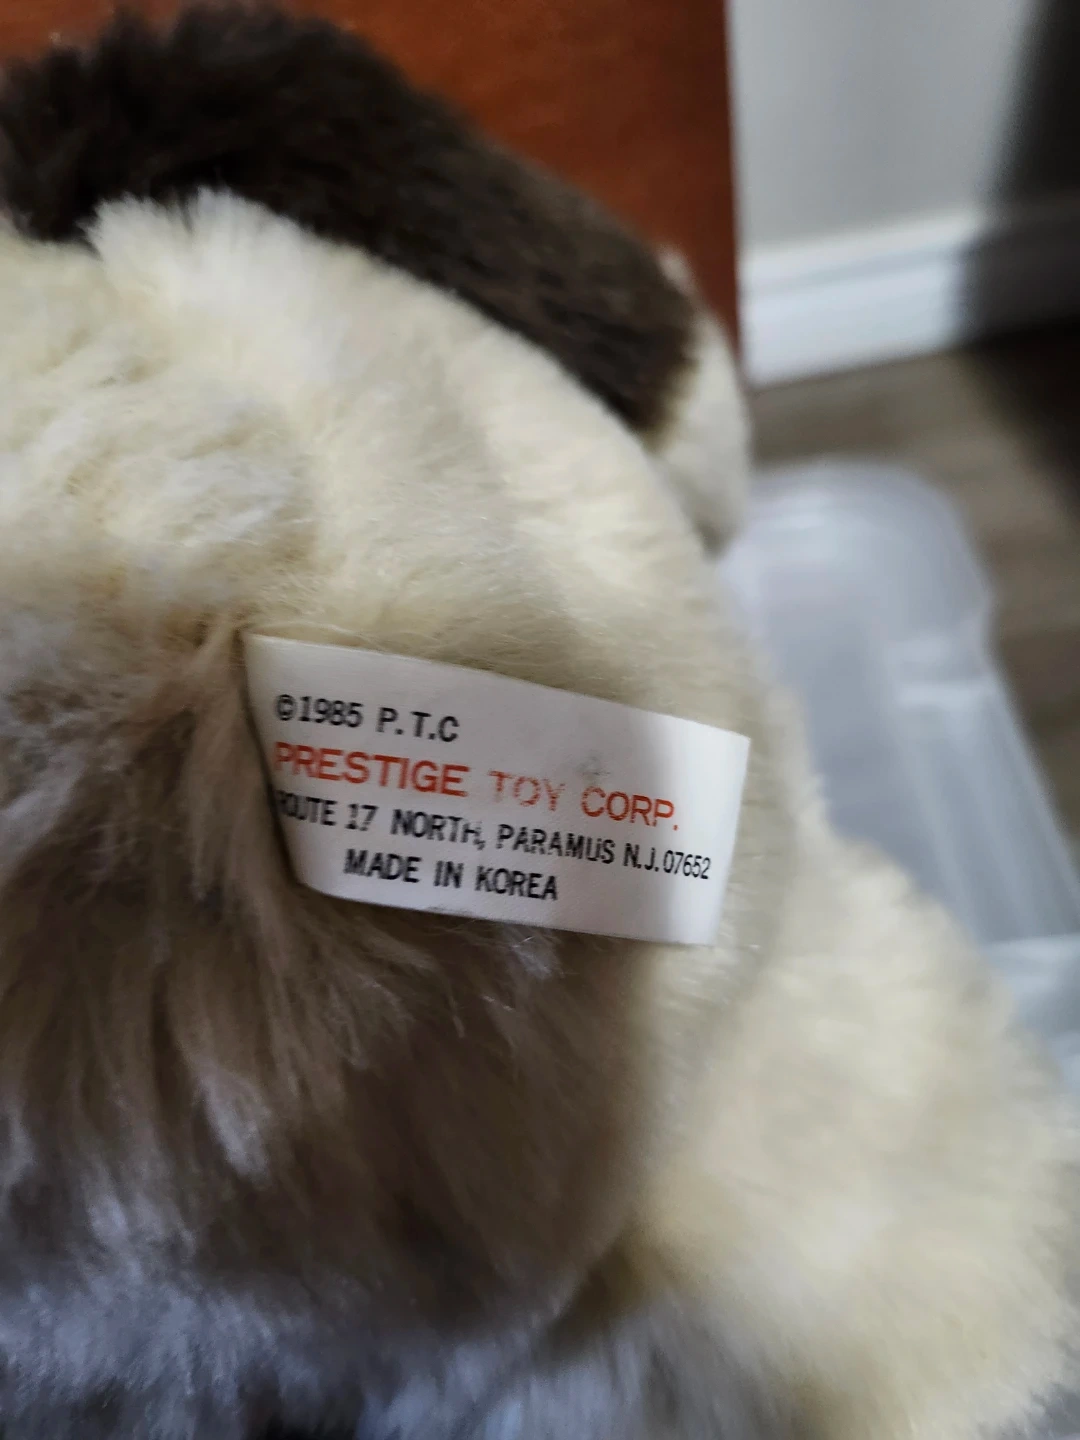 ©1985 P.T.C
PRESTIGE TOY CORP.
ROUTE 17 NORTH, PARAMUS N.J. 07652
MADE IN KOREA